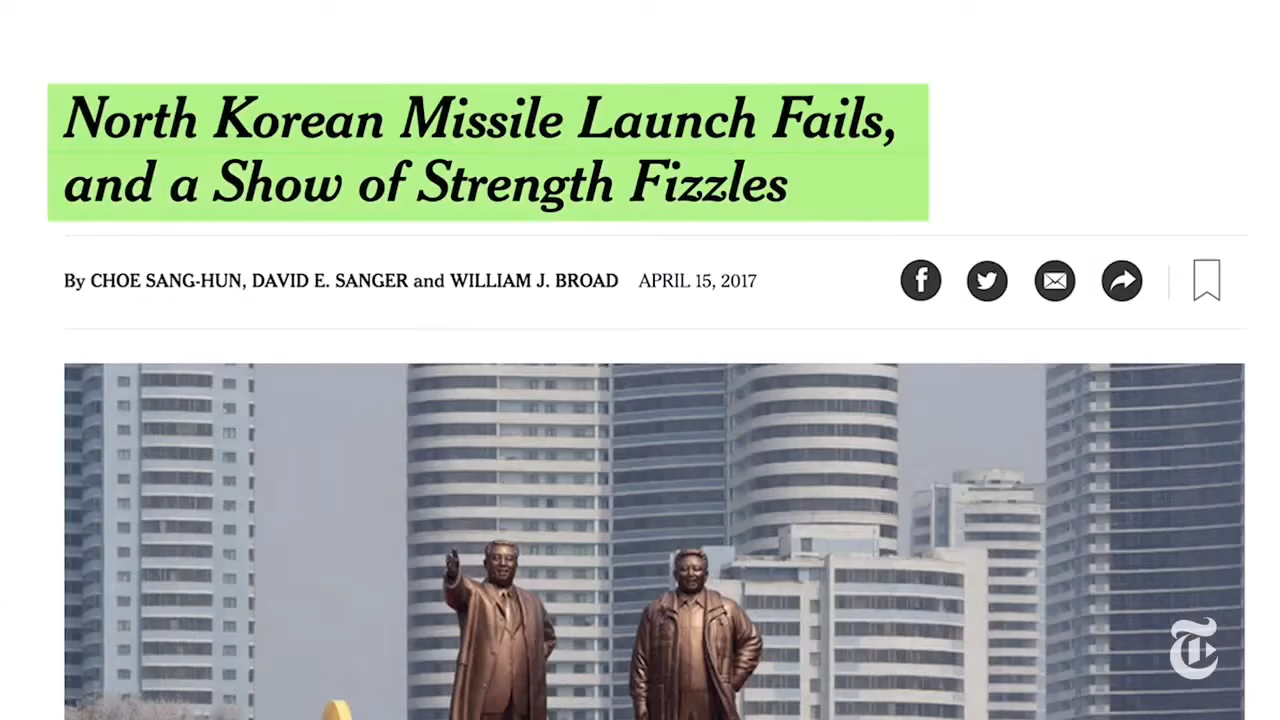 North Korean Missile Launch Fails,
and a Show of Strength Fizzles
By CHOE SANG-HUN, DAVID E. SANGER and WILLIAM J. BROAD APRIL 15, 2017